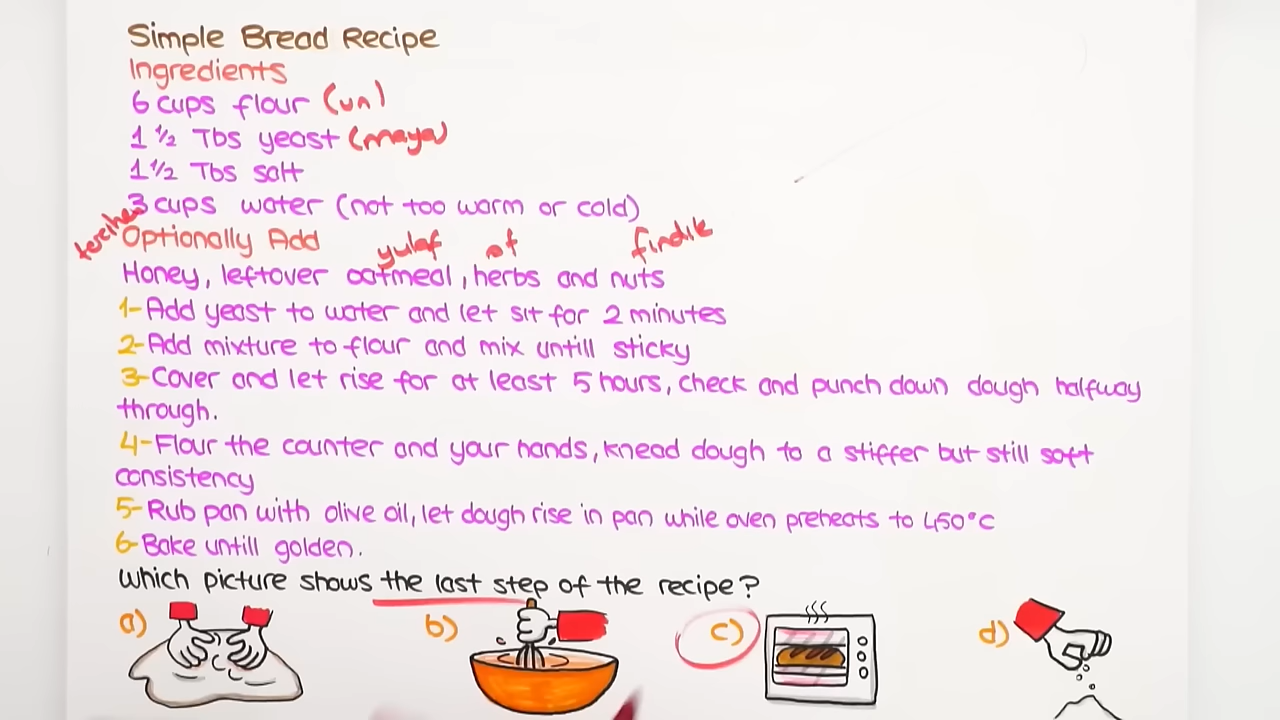 Simple Bread Recipe
Ingredients
6 cups flour (un)
1 1/2 Tbs yeast (maya)
1 1/2 Tbs salt
3 cups water (not too warm or cold)
Optionally Add
yulaf ot fındık
Honey, leftover oatmeal, herbs and nuts
1-Add yeast to water and let sit for 2 minutes
2-Add mixture to flour and mix untill sticky
3-Cover and let rise for at least 5 hours, check and punch down dough halfway
through.
4-Flour the counter and your hands, knead dough to a stiffer but still soft
consistency
5-Rub pan with olive oil, let dough rise in pan while oven preheats to 450°C
6-Bake untill golden.
Which picture shows the last step of the recipe?
a) b) c) d)